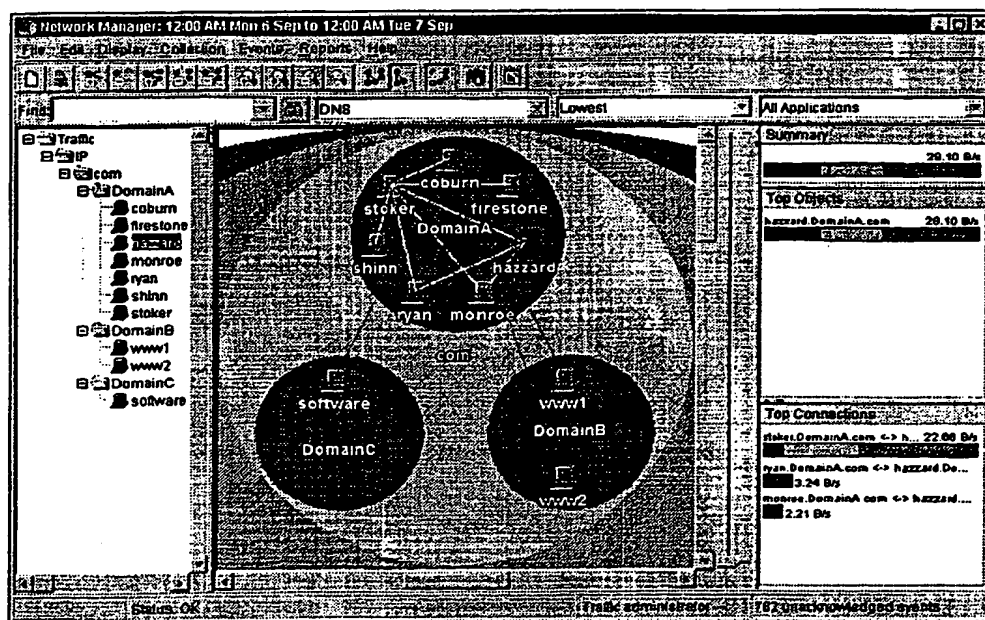 Network Manager: 12:00 AM Mon 6 Sep to 12:00 AM Tue 7 Sep
File Edit Display Collection Events Reports Help
Find: DNS Lowest All Applications
Traffic
IP
com
DomainA
coburn
firestone
hazzard
monroe
ryan
shinn
stoker
DomainB
www1
www2
DomainC
software
coburn
stoker firestone
DomainA
shinn hazzard
ryan monroe
com
software
DomainC
www1
DomainB
www2
Summary
29.10 B/s
Top Objects
hazzard.DomainA.com 29.10 B/s
Top Connections
stoker.DomainA.com <-> h... 22.66 B/s
ryan.DomainA.com <-> hazzard.Do...
3.24 B/s
monroe.DomainA.com <-> hazzard....
2.21 B/s
Status: OK Traffic administrator 782 unacknowledged events